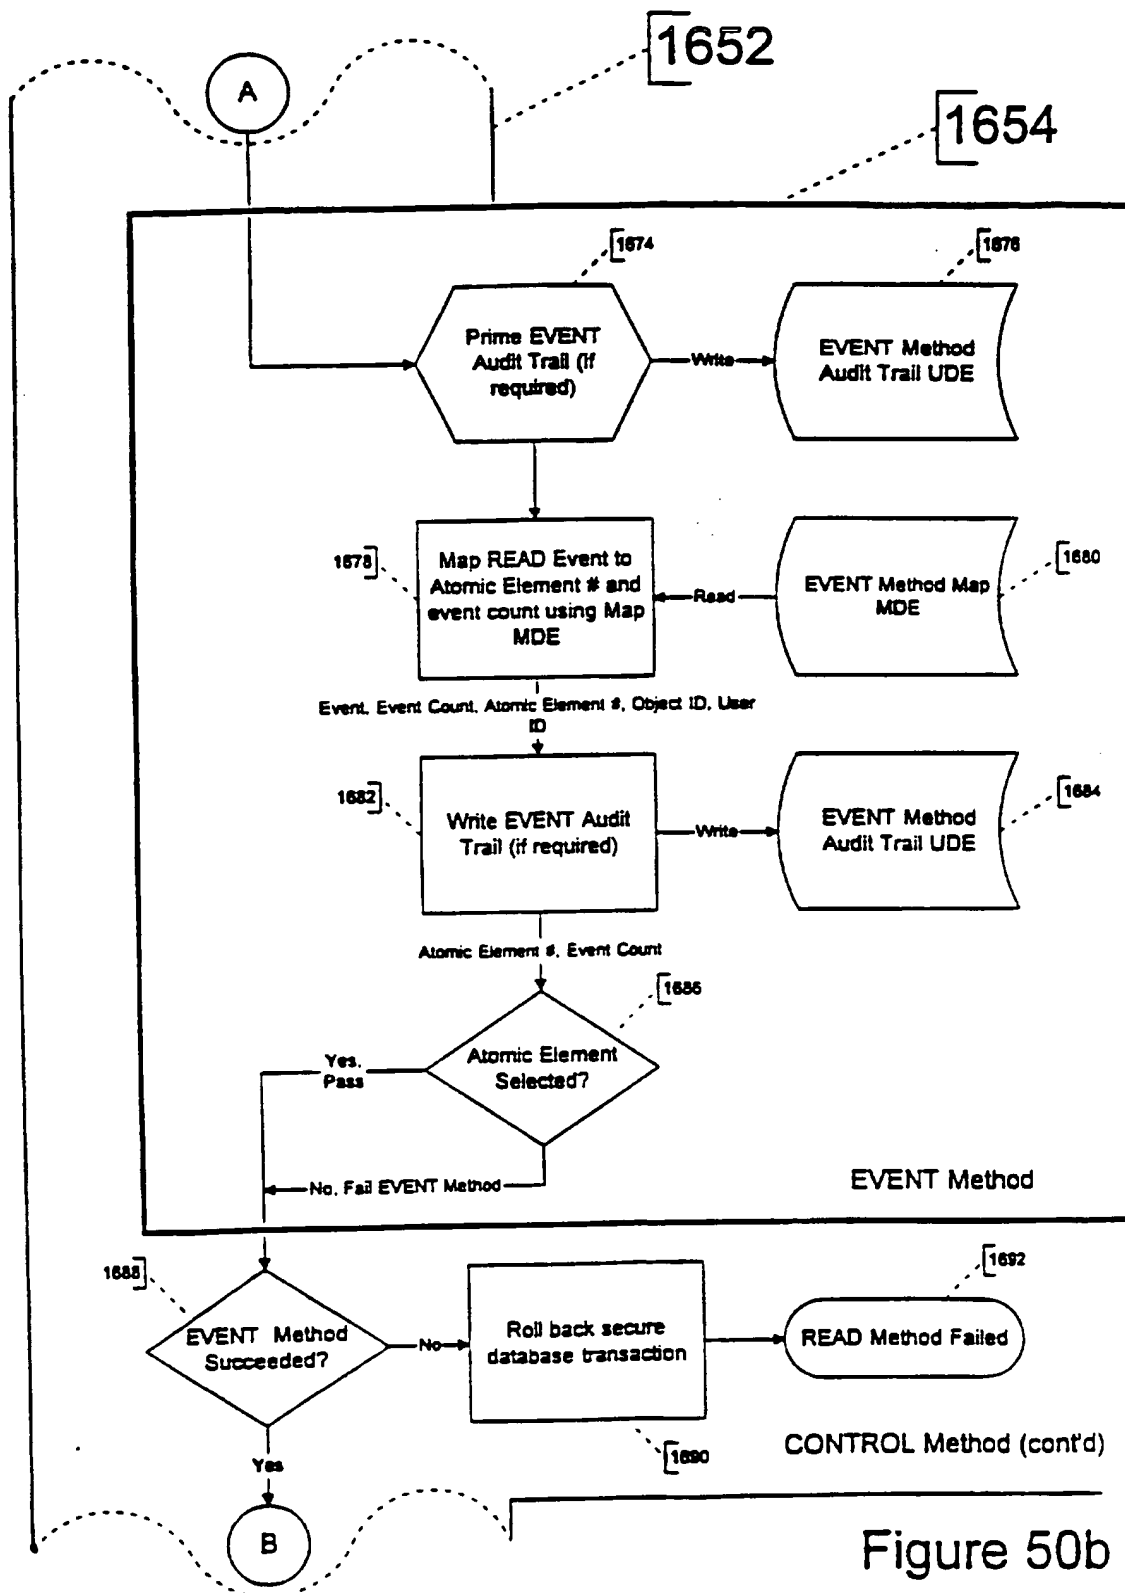 1652
A
1654
1674
1676
Prime EVENT
Audit Trail (if
required)
Write
EVENT Method
Audit Trail UDE
1678
Map READ Event to
Atomic Element # and
event count using Map
MDE
Read
EVENT Method Map
MDE
1680
Event, Event Count, Atomic Element #, Object ID, User
ID
1682
Write EVENT Audit
Trail (if required)
Write
EVENT Method
Audit Trail UDE
1684
Atomic Element #, Event Count
1686
Atomic Element
Selected?
Yes,
Pass
No, Fail EVENT Method
EVENT Method
1688
EVENT Method
Succeeded?
No
Roll back secure
database transaction
1692
READ Method Failed
1690
CONTROL Method (cont'd)
Yes
B
Figure 50b